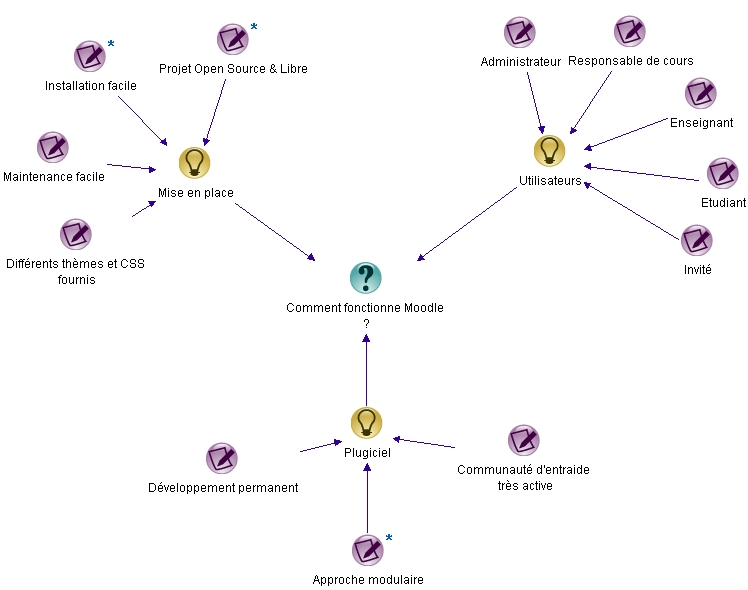 *
*
Installation facile
Projet Open Source & Libre
Maintenance facile
Mise en place
Différents thèmes et CSS
fournis
Administrateur
Responsable de cours
Enseignant
Utilisateurs
Etudiant
Invité
?
Comment fonctionne Moodle
?
Plugiciel
Développement permanent
Communauté d'entraide
très active
*
Approche modulaire